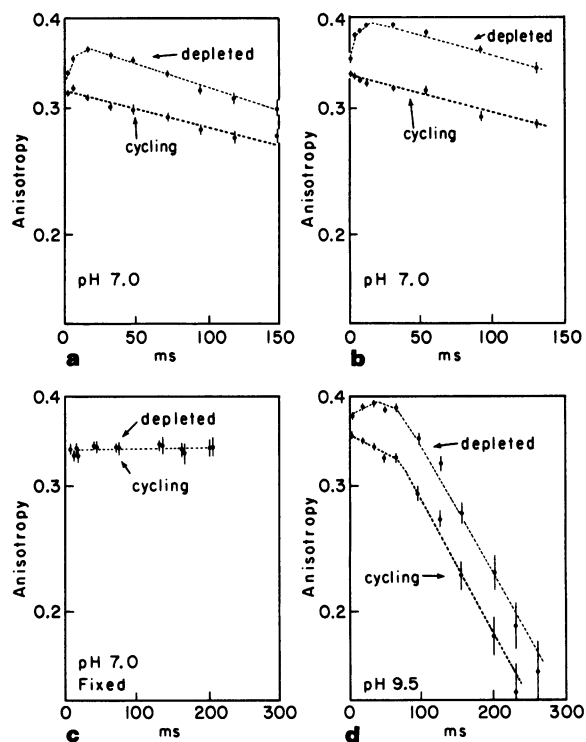 0.4
0.3
0.2
Anisotropy
depleted
cycling
pH 7.0
0
50
100
150
ms
a
0.4
0.3
0.2
Anisotropy
depleted
cycling
pH 7.0
0
50
100
150
ms
b
0.4
0.3
0.2
Anisotropy
depleted
cycling
pH 7.0
Fixed
0
100
200
300
ms
c
0.4
0.3
0.2
Anisotropy
depleted
cycling
pH 9.5
0
100
200
300
ms
d